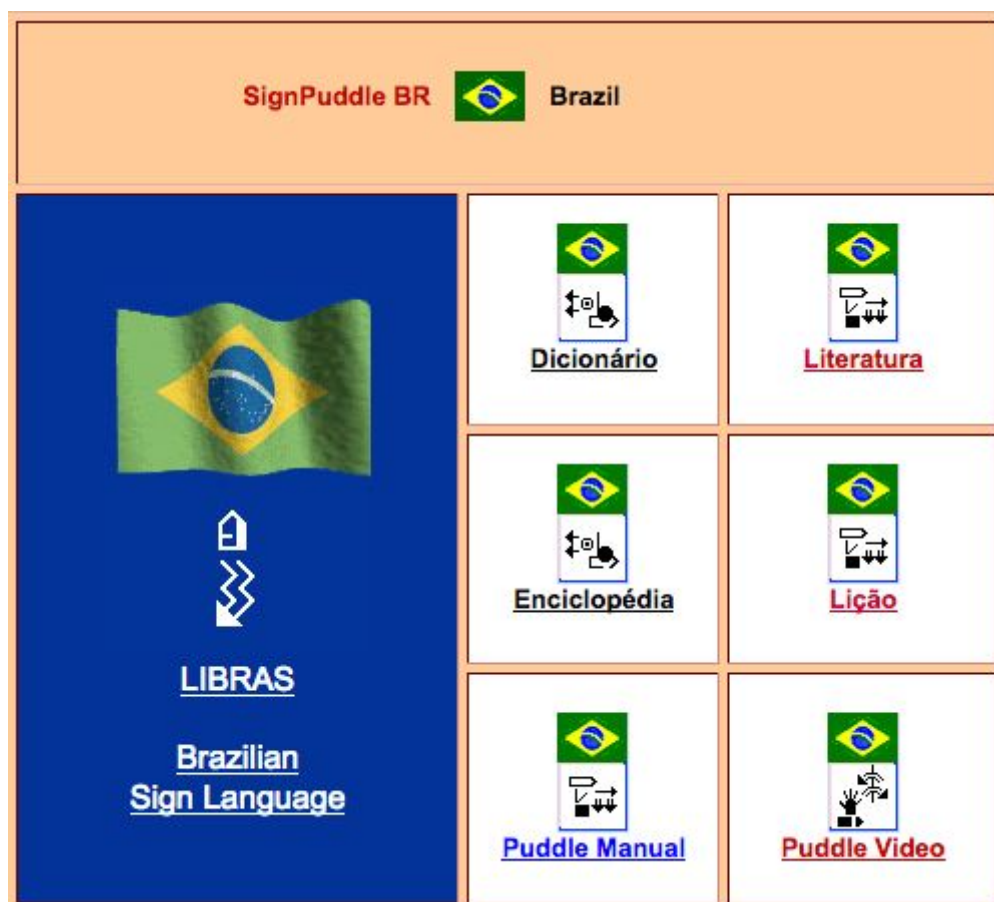 SignPuddle BR Brazil
LIBRAS
Brazilian
Sign Language
Dicionário
Literatura
Enciclopédia
Lição
Puddle Manual
Puddle Video